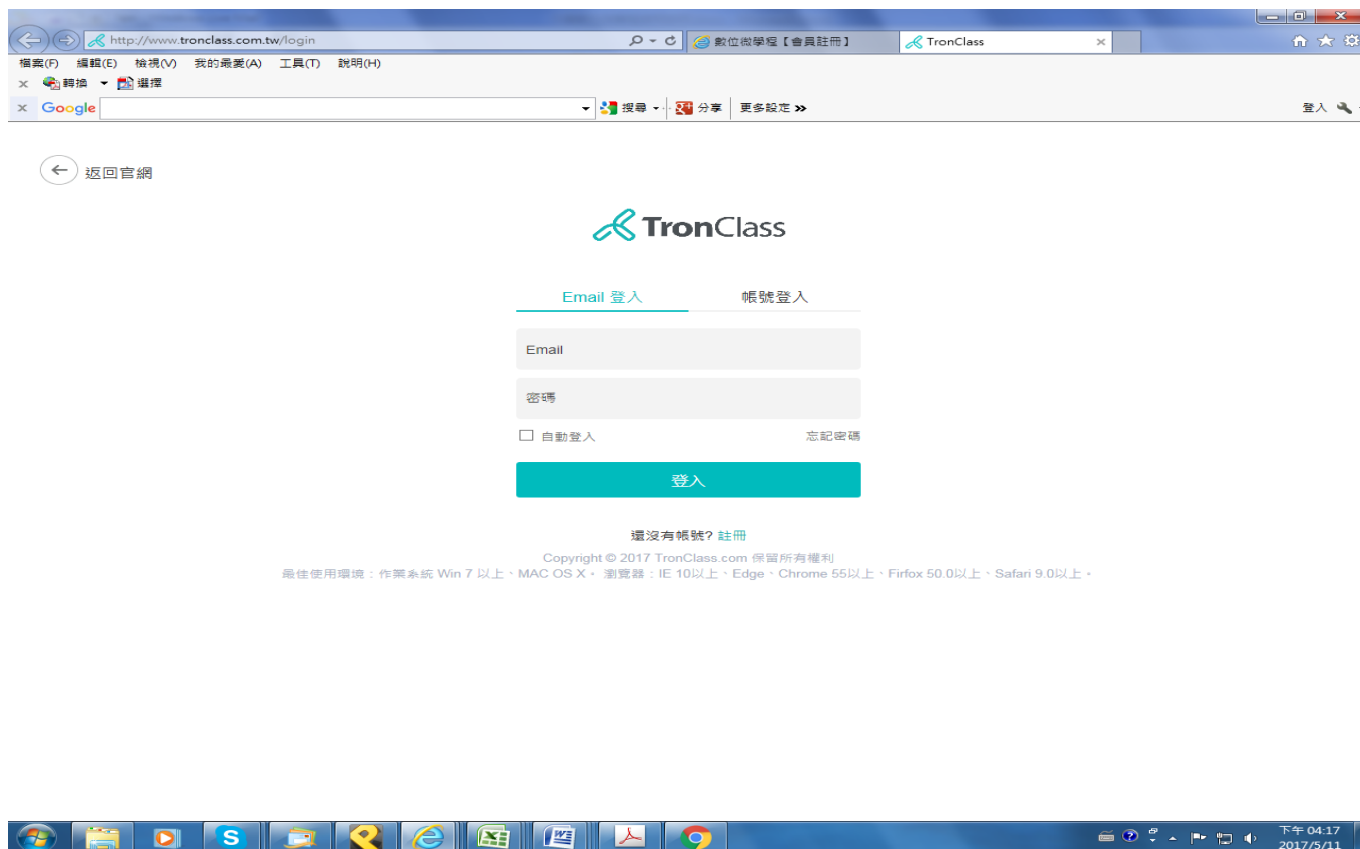 http://www.tronclass.com.tw/login
數位微學程【會員註冊】
TronClass
檔案(F) 編輯(E) 檢視(V) 我的最愛(A) 工具(T) 說明(H)
轉換 選擇
Google 搜尋 分享 更多設定 » 登入
返回官網
TronClass
Email 登入 帳號登入
Email
密碼
自動登入 忘記密碼
登入
還沒有帳號? 註冊
Copyright © 2017 TronClass.com 保留所有權利
最佳使用環境：作業系統 Win 7 以上、MAC OS X。 瀏覽器：IE 10以上、Edge、Chrome 55以上、Firfox 50.0以上、Safari 9.0以上。
下午 04:17
2017/5/11